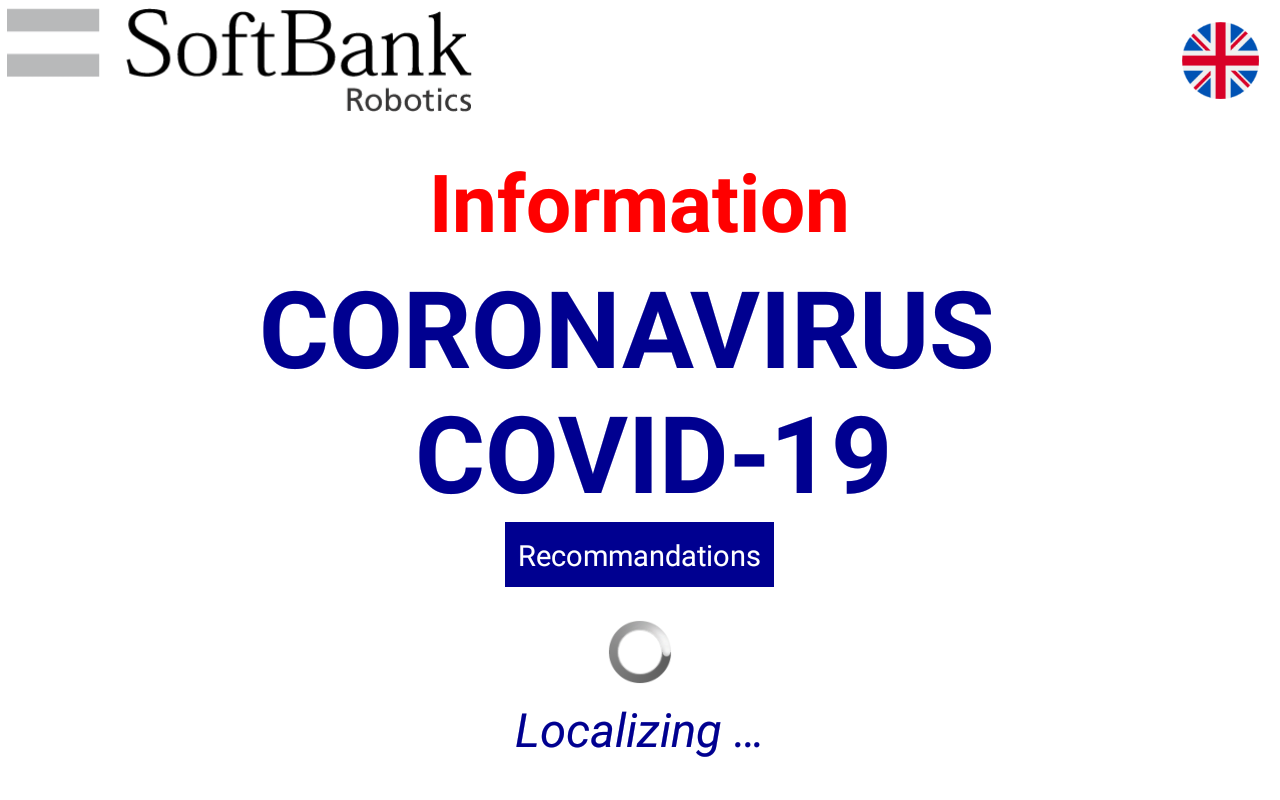 SoftBank
Robotics
Information
CORONAVIRUS
COVID-19
Recommandations
Localizing ...